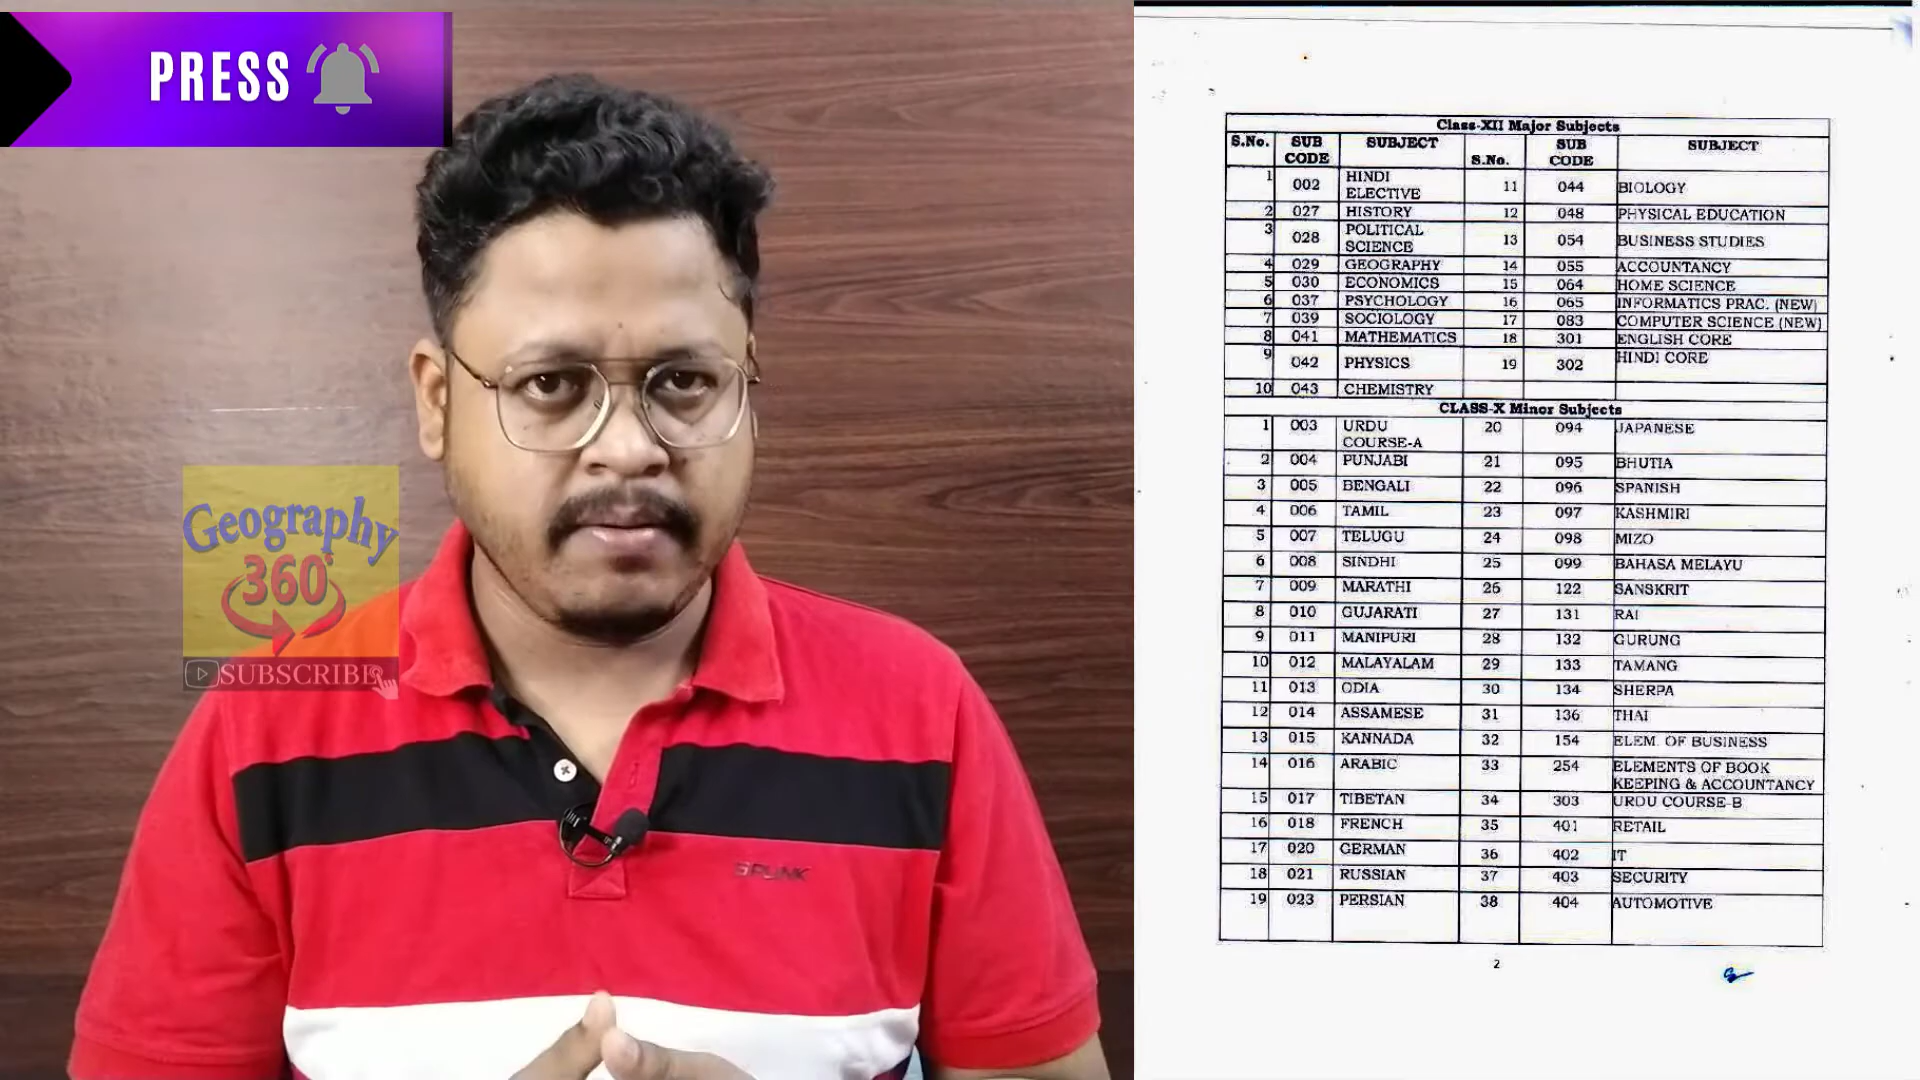 PRESS
Geography
360°
SUBSCRIBE
SPUNK
Class-XII Major Subjects
S.No. SUB CODE SUBJECT S.No. SUB CODE SUBJECT
1 002 HINDI ELECTIVE 11 044 BIOLOGY
2 027 HISTORY 12 048 PHYSICAL EDUCATION
3 028 POLITICAL SCIENCE 13 054 BUSINESS STUDIES
4 029 GEOGRAPHY 14 055 ACCOUNTANCY
5 030 ECONOMICS 15 064 HOME SCIENCE
6 037 PSYCHOLOGY 16 065 INFORMATICS PRAC. (NEW)
7 039 SOCIOLOGY 17 083 COMPUTER SCIENCE (NEW)
8 041 MATHEMATICS 18 301 ENGLISH CORE
9 042 PHYSICS 19 302 HINDI CORE
10 043 CHEMISTRY
CLASS-X Minor Subjects
1 003 URDU COURSE-A 20 094 JAPANESE
2 004 PUNJABI 21 095 BHUTIA
3 005 BENGALI 22 096 SPANISH
4 006 TAMIL 23 097 KASHMIRI
5 007 TELUGU 24 098 MIZO
6 008 SINDHI 25 099 BAHASA MELAYU
7 009 MARATHI 26 122 SANSKRIT
8 010 GUJARATI 27 131 RAI
9 011 MANIPURI 28 132 GURUNG
10 012 MALAYALAM 29 133 TAMANG
11 013 ODIA 30 134 SHERPA
12 014 ASSAMESE 31 136 THAI
13 015 KANNADA 32 154 ELEM. OF BUSINESS
14 016 ARABIC 33 254 ELEMENTS OF BOOK KEEPING & ACCOUNTANCY
15 017 TIBETAN 34 303 URDU COURSE-B
16 018 FRENCH 35 401 RETAIL
17 020 GERMAN 36 402 IT
18 021 RUSSIAN 37 403 SECURITY
19 023 PERSIAN 38 404 AUTOMOTIVE
2